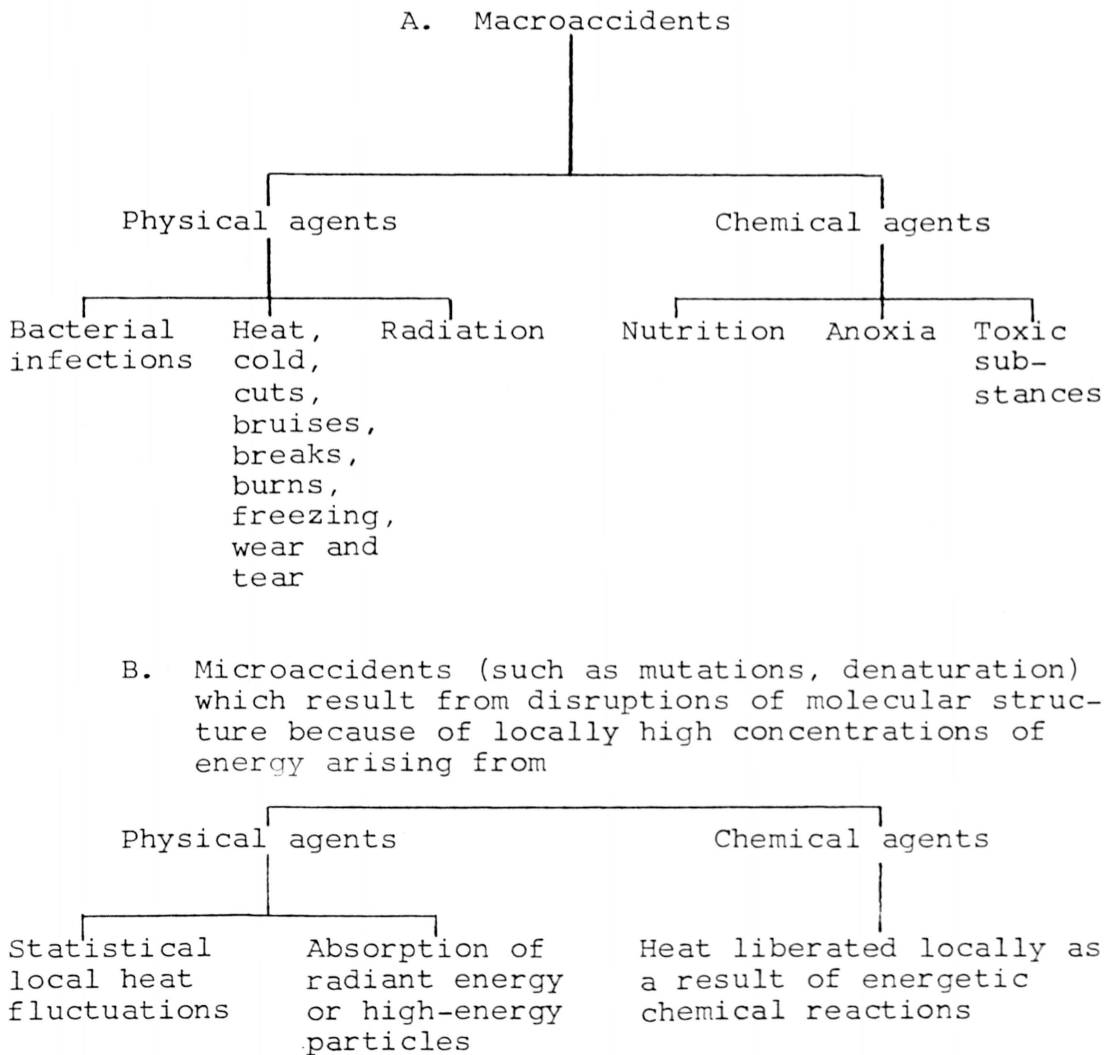 A. Macroaccidents
Physical agents
Chemical agents
Bacterial
infections
Heat,
cold,
cuts,
bruises,
breaks,
burns,
freezing,
wear and
tear
Radiation
Nutrition
Anoxia
Toxic
sub-
stances
B. Microaccidents (such as mutations, denaturation)
which result from disruptions of molecular struc-
ture because of locally high concentrations of
energy arising from
Physical agents
Chemical agents
Statistical
local heat
fluctuations
Absorption of
radiant energy
or high-energy
particles
Heat liberated locally as
a result of energetic
chemical reactions